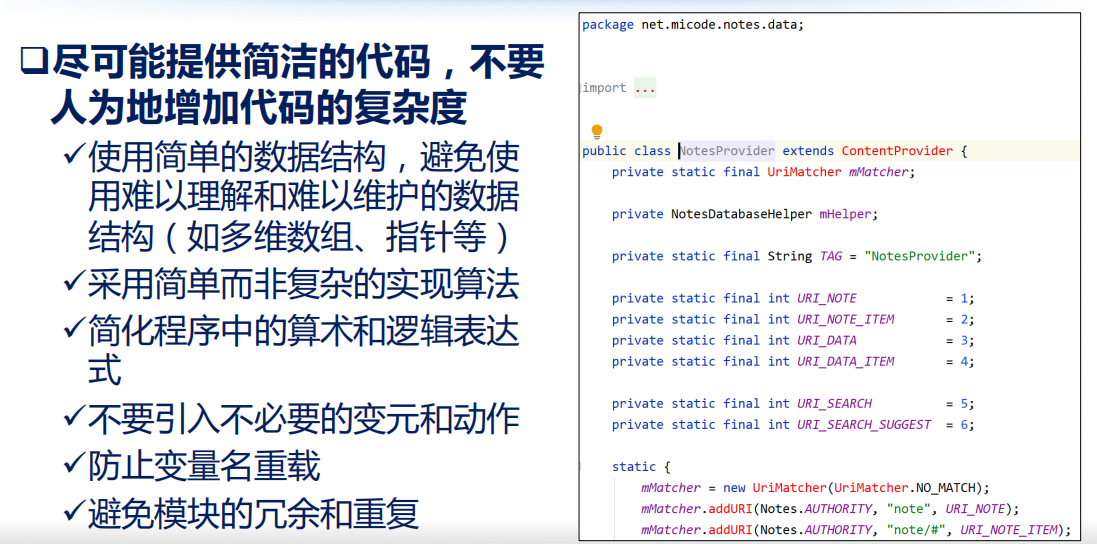 ❑尽可能提供简洁的代码，不要
人为地增加代码的复杂度
✓使用简单的数据结构，避免使
用难以理解和难以维护的数据
结构（如多维数组、指针等）
✓采用简单而非复杂的实现算法
✓简化程序中的算术和逻辑表达
式
✓不要引入不必要的变元和动作
✓防止变量名重载
✓避免模块的冗余和重复
package net.micode.notes.data;
import ...
public class NotesProvider extends ContentProvider {
private static final UriMatcher mMatcher;
private NotesDatabaseHelper mHelper;
private static final String TAG = "NotesProvider";
private static final int URI_NOTE = 1;
private static final int URI_NOTE_ITEM = 2;
private static final int URI_DATA = 3;
private static final int URI_DATA_ITEM = 4;
private static final int URI_SEARCH = 5;
private static final int URI_SEARCH_SUGGEST = 6;
static {
mMatcher = new UriMatcher(UriMatcher.NO_MATCH);
mMatcher.addURI(Notes.AUTHORITY, "note", URI_NOTE);
mMatcher.addURI(Notes.AUTHORITY, "note/#", URI_NOTE_ITEM);